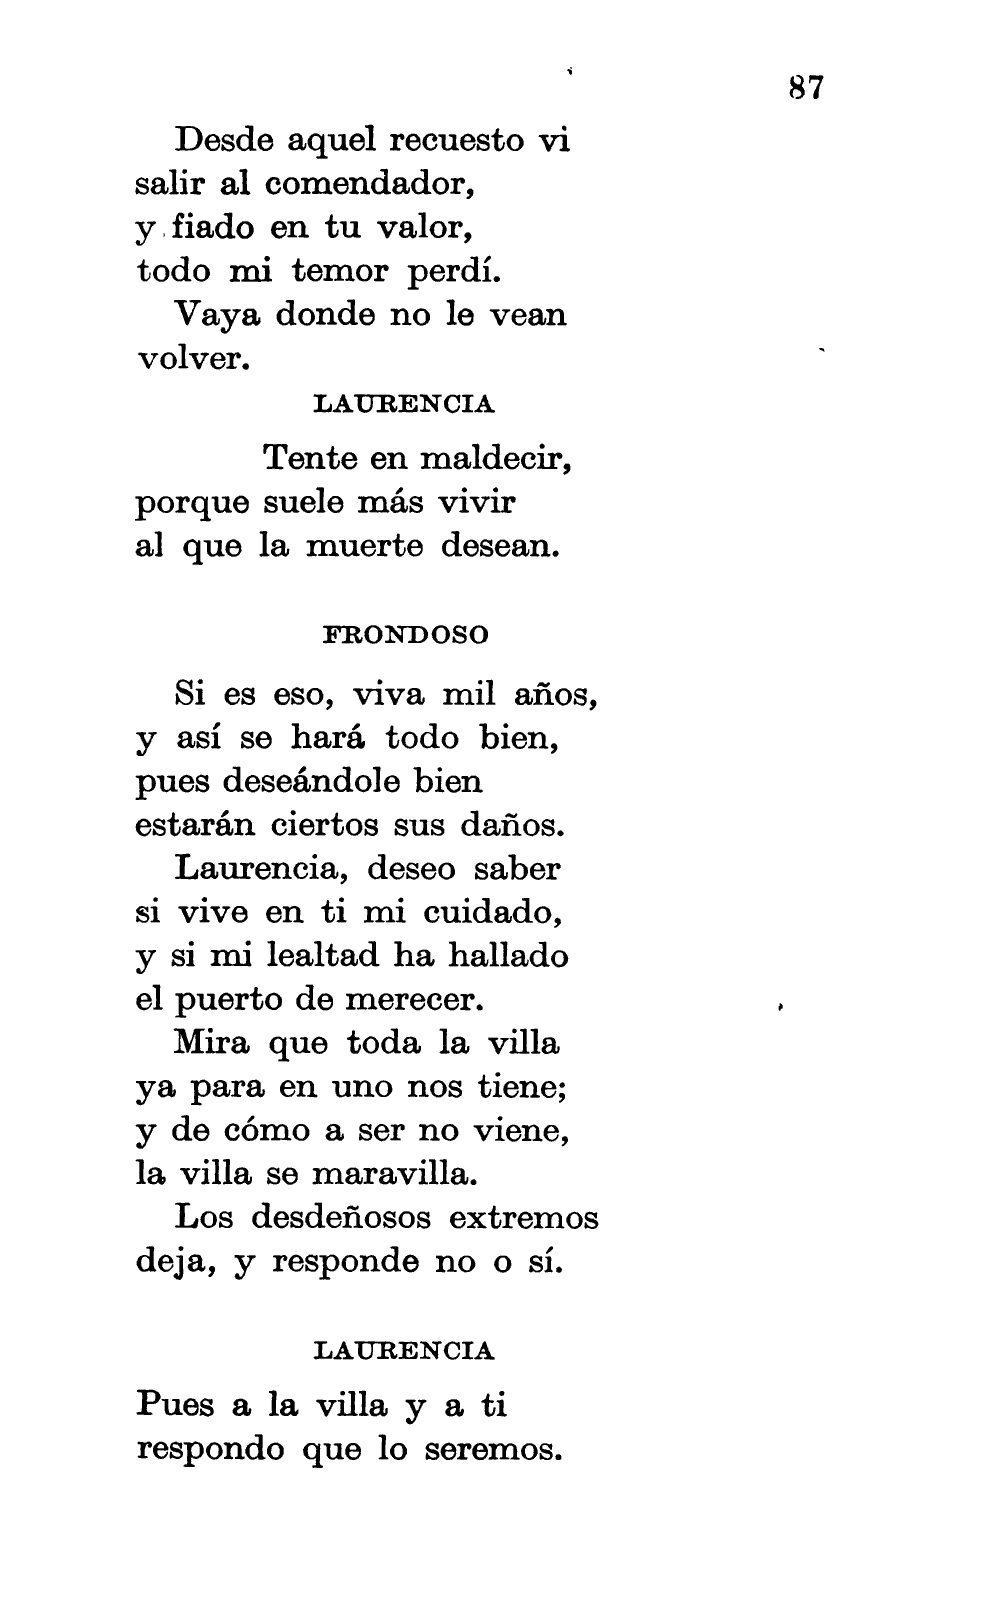 87
Desde aquel recuesto vi
salir al comendador,
y fiado en tu valor,
todo mi temor perdí.
Vaya donde no le vean
volver.
LAURENCIA
Tente en maldecir,
porque suele más vivir
al que la muerte desean.
FRONDOSO
Si es eso, viva mil años,
y así se hará todo bien,
pues deseándole bien
estarán ciertos sus daños.
Laurencia, deseo saber
si vive en ti mi cuidado,
y si mi lealtad ha hallado
el puerto de merecer.
Mira que toda la villa
ya para en uno nos tiene;
y de cómo a ser no viene,
la villa se maravilla.
Los desdeñosos extremos
deja, y responde no o sí.
LAURENCIA
Pues a la villa y a ti
respondo que lo seremos.